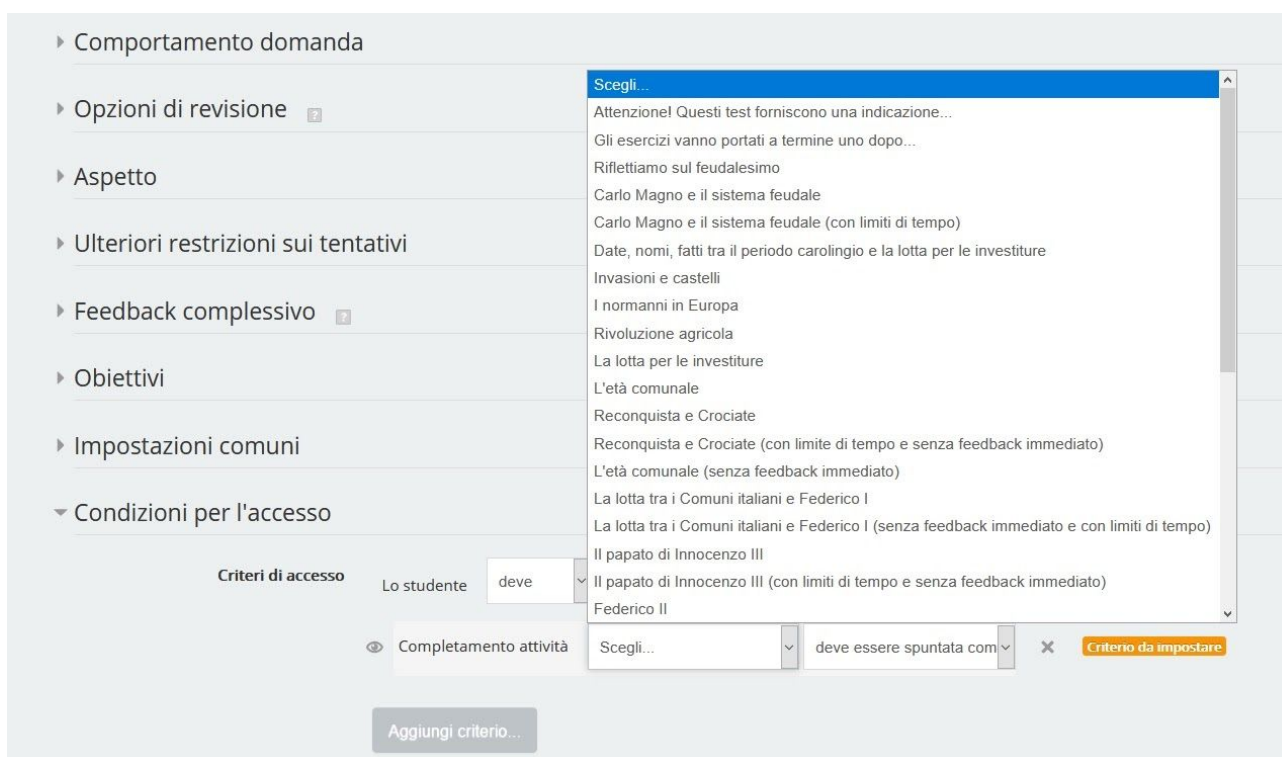 Comportamento domanda
Opzioni di revisione ?
Aspetto
Ulteriori restrizioni sui tentativi
Feedback complessivo ?
Obiettivi
Impostazioni comuni
Condizioni per l'accesso
Scegli...
Attenzione! Questi test forniscono una indicazione...
Gli esercizi vanno portati a termine uno dopo...
Riflettiamo sul feudalesimo
Carlo Magno e il sistema feudale
Carlo Magno e il sistema feudale (con limiti di tempo)
Date, nomi, fatti tra il periodo carolingio e la lotta per le investiture
Invasioni e castelli
I normanni in Europa
Rivoluzione agricola
La lotta per le investiture
L'età comunale
Reconquista e Crociate
Reconquista e Crociate (con limite di tempo e senza feedback immediato)
L'età comunale (senza feedback immediato)
La lotta tra i Comuni italiani e Federico I
La lotta tra i Comuni italiani e Federico I (senza feedback immediato e con limiti di tempo)
Il papato di Innocenzo III
Il papato di Innocenzo III (con limiti di tempo e senza feedback immediato)
Federico II
Criteri di accesso Lo studente deve
Completamento attività Scegli... deve essere spuntata com Criterio da impostare
Aggiungi criterio...